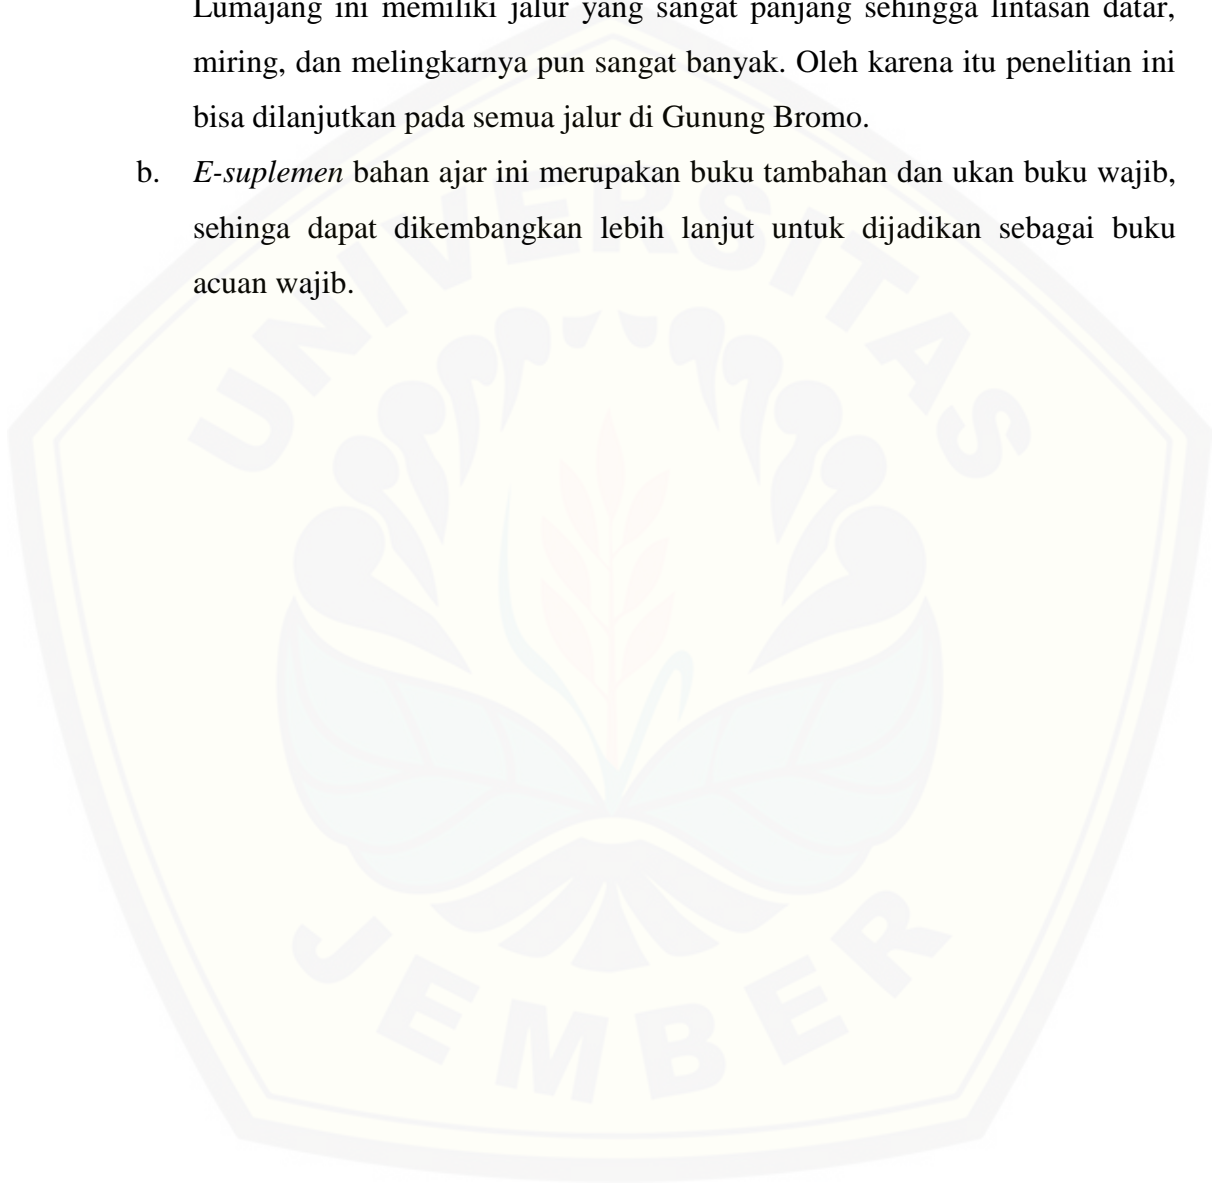 Lumajang ini memiliki jalur yang sangat panjang sehingga lintasan datar,
miring, dan melingkarnya pun sangat banyak. Oleh karena itu penelitian ini
bisa dilanjutkan pada semua jalur di Gunung Bromo.
b. E-suplemen bahan ajar ini merupakan buku tambahan dan ukan buku wajib,
sehinga dapat dikembangkan lebih lanjut untuk dijadikan sebagai buku
acuan wajib.
UNIVERSITAS
JEMBER